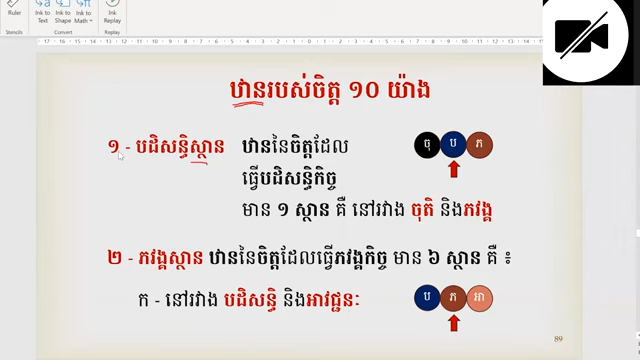 Ruler
Ink to Text
Ink to Shape
Ink to Math
Ink Replay
Stencils
Convert
Replay
ឋានរបស់ចិត្ត ១០ យ៉ាង
១ - បដិសន្ធិស្ថាន ឋាននៃចិត្តដែល
ធ្វើបដិសន្ធិកិច្ច
មាន ១ ស្ថាន គឺ នៅរវាង ចុតិ និងភវង្គ
ចុ ប ភ
២ - ភវង្គស្ថាន ឋាននៃចិត្តដែលធ្វើភវង្គកិច្ច មាន ៦ ស្ថាន គឺ ៖
ក - នៅរវាង បដិសន្ធិ និងអាវជ្ជនៈ
ប ភ អា
89